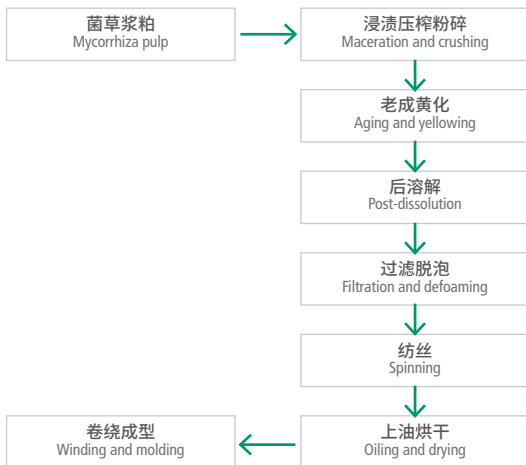 菌草浆粕
Mycorrhiza pulp
浸渍压榨粉碎
Maceration and crushing
老成黄化
Aging and yellowing
后溶解
Post-dissolution
过滤脱泡
Filtration and defoaming
纺丝
Spinning
上油烘干
Oiling and drying
卷绕成型
Winding and molding